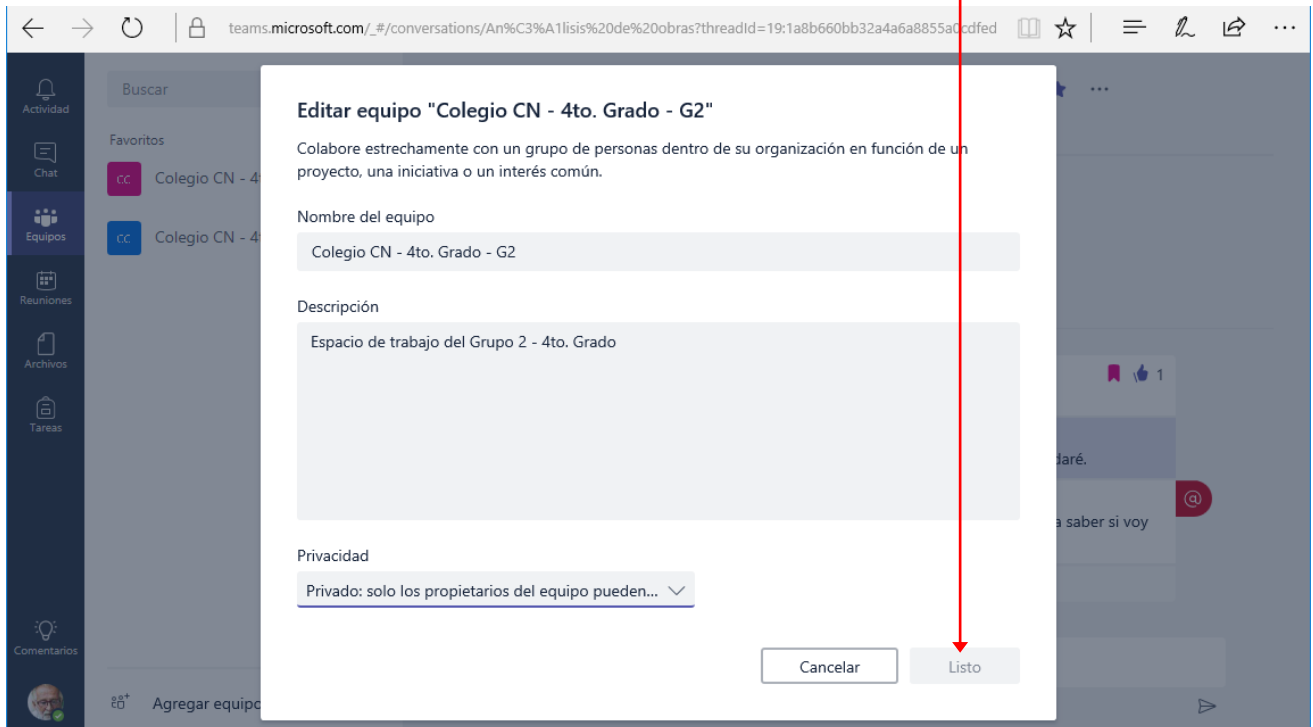 teams.microsoft.com/_#/conversations/An%C3%A1lisis%20de%20obras?threadId=19:1a8b660bb32a4a6a8855a0cdfed
Actividad
Chat
Equipos
Reuniones
Archivos
Tareas
Comentarios
Buscar
Favoritos
CC Colegio CN - 4
CC Colegio CN - 4
Agregar equipo
Editar equipo "Colegio CN - 4to. Grado - G2"
Colabore estrechamente con un grupo de personas dentro de su organización en función de un
proyecto, una iniciativa o un interés común.
Nombre del equipo
Colegio CN - 4to. Grado - G2
Descripción
Espacio de trabajo del Grupo 2 - 4to. Grado
Privacidad
Privado: solo los propietarios del equipo pueden...
Cancelar
Listo
1
daré.
@
a saber si voy